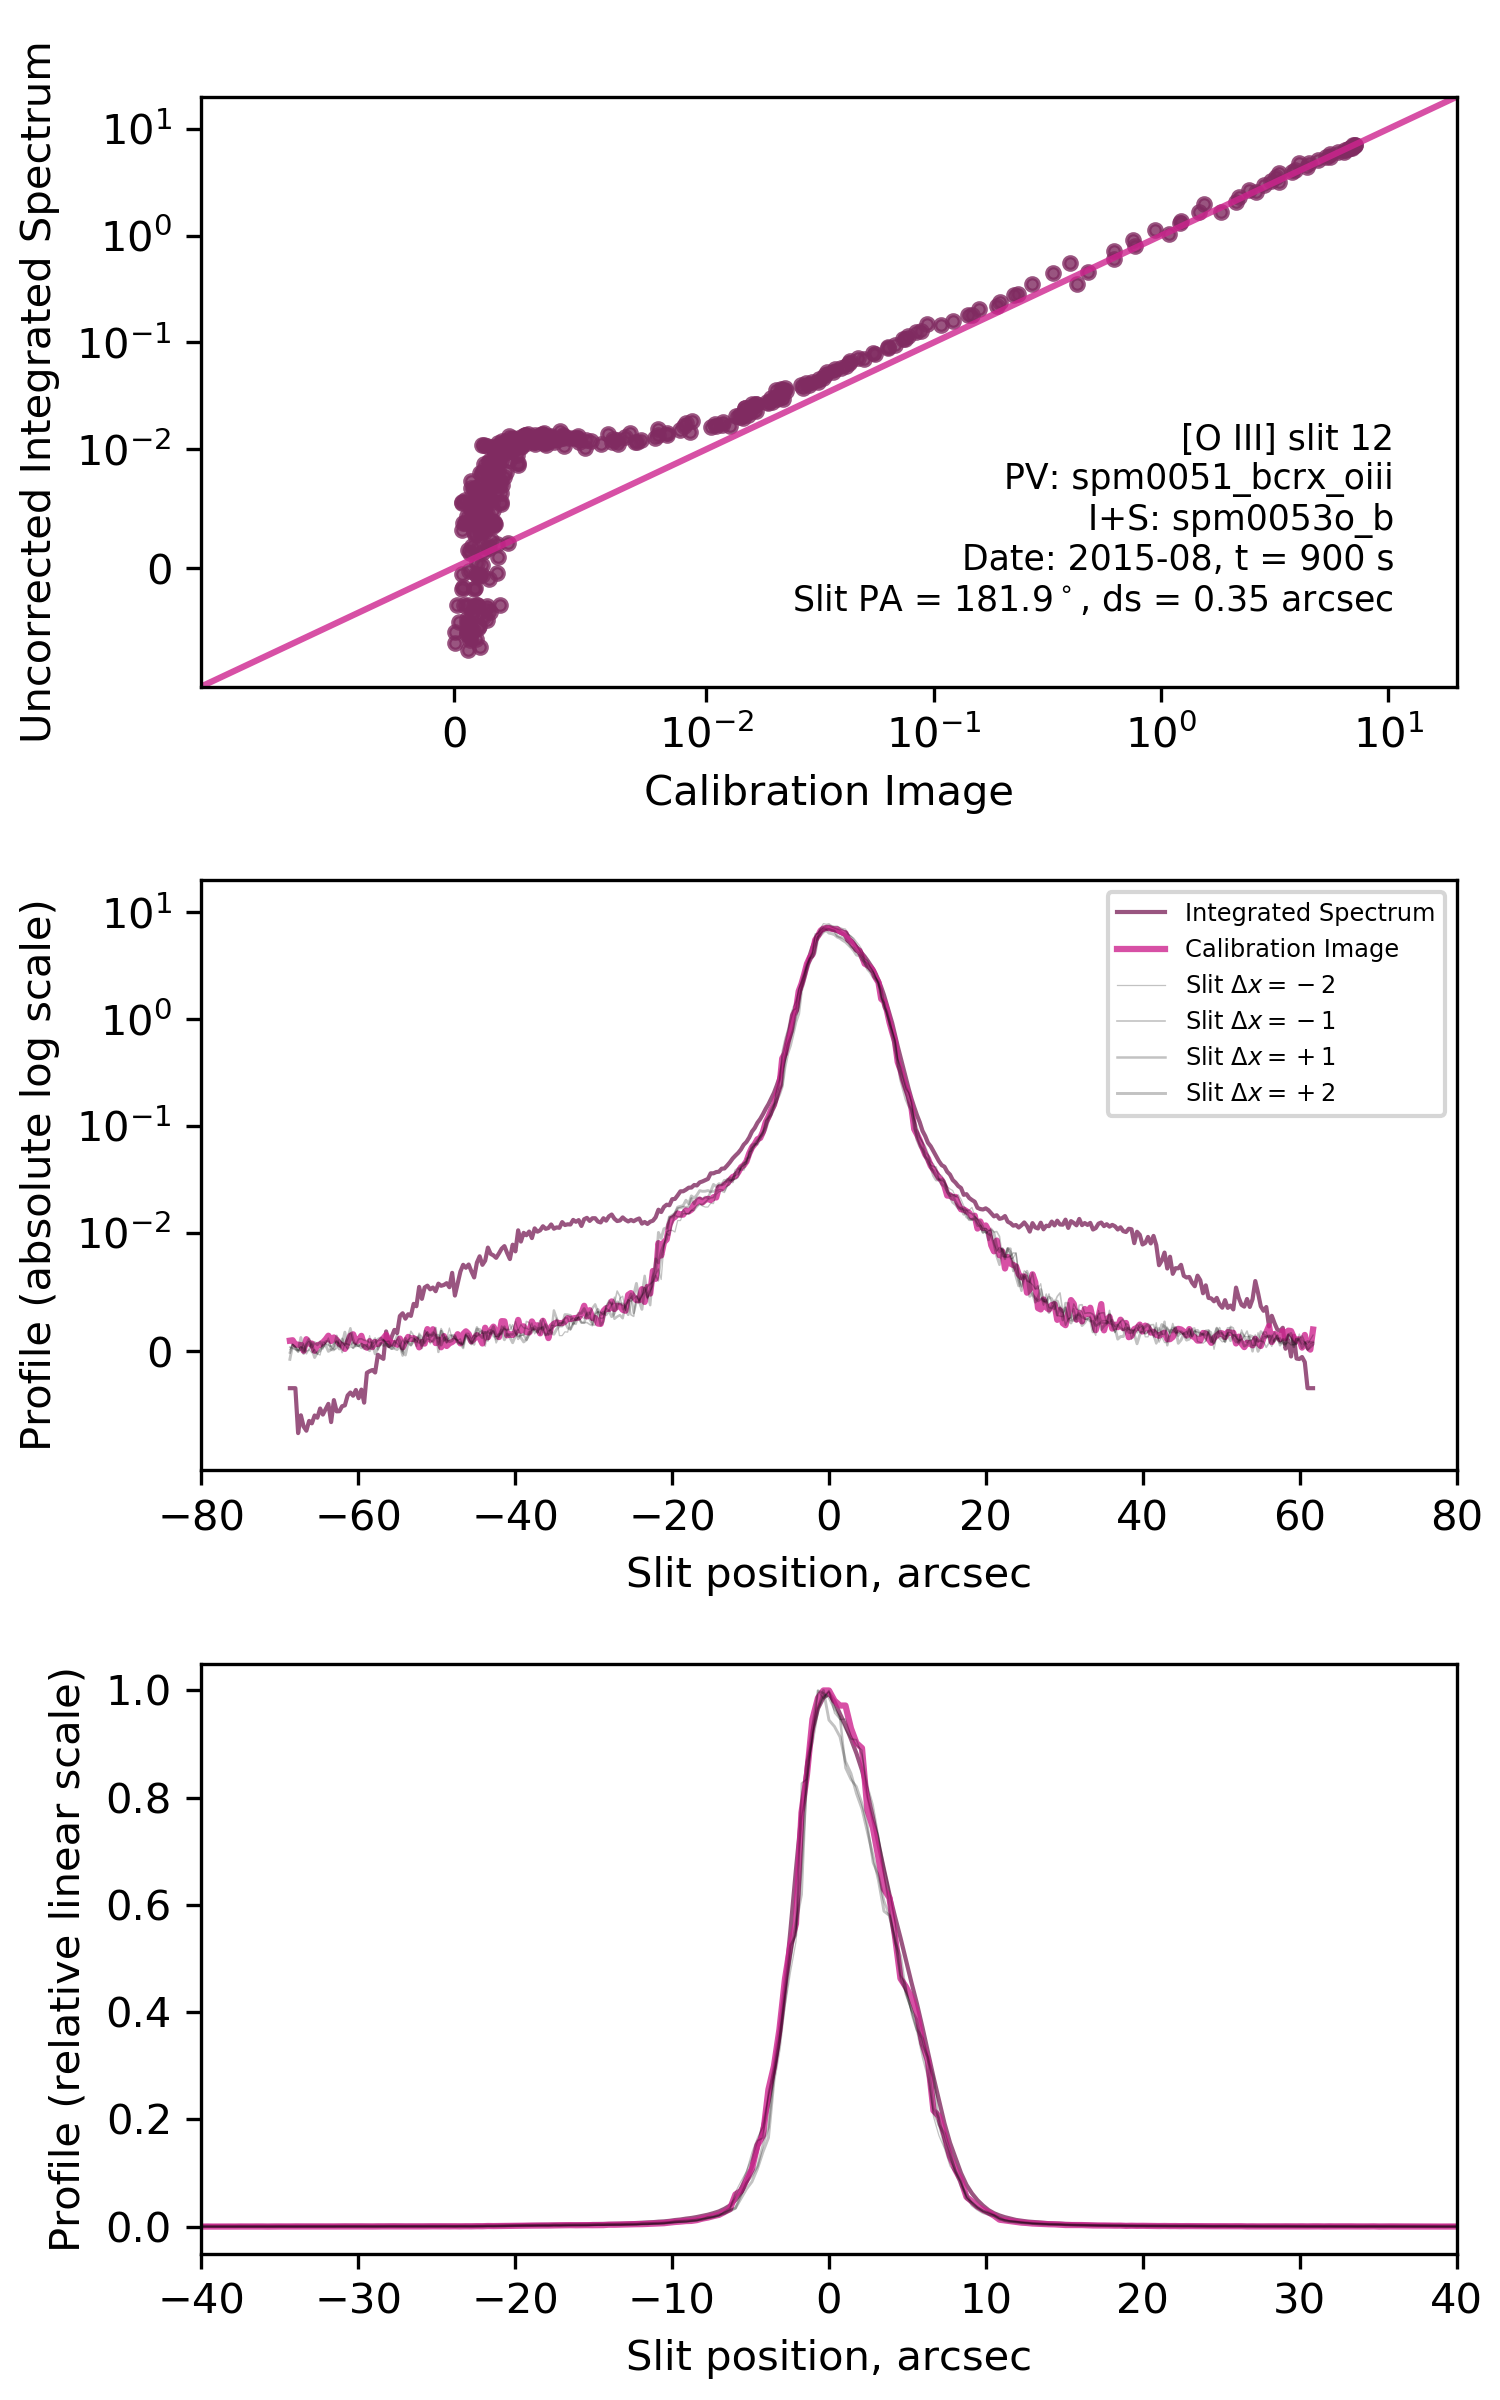 Uncorrected Integrated Spectrum
10¹
10⁰
10⁻¹
10⁻²
0
[O III] slit 12
PV: spm0051_bcrx_oiii
I+S: spm0053o_b
Date: 2015-08, t = 900 s
Slit PA = 181.9°, ds = 0.35 arcsec
0 10⁻² 10⁻¹ 10⁰ 10¹
Calibration Image
Profile (absolute log scale)
10¹
10⁰
10⁻¹
10⁻²
0
Integrated Spectrum
Calibration Image
Slit Δx = −2
Slit Δx = −1
Slit Δx = +1
Slit Δx = +2
−80 −60 −40 −20 0 20 40 60 80
Slit position, arcsec
Profile (relative linear scale)
1.0
0.8
0.6
0.4
0.2
0.0
−40 −30 −20 −10 0 10 20 30 40
Slit position, arcsec